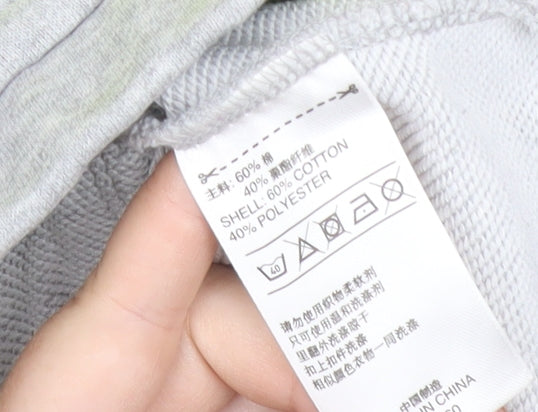 主料: 60% 棉
40% 聚酯纤维
SHELL: 60% COTTON
40% POLYESTER
40
请勿使用织物柔软剂
只可使用温和洗涤剂
里翻外洗涤晾干
扣上扣件洗涤
相似颜色衣物一同洗涤
中国制造
IN CHINA